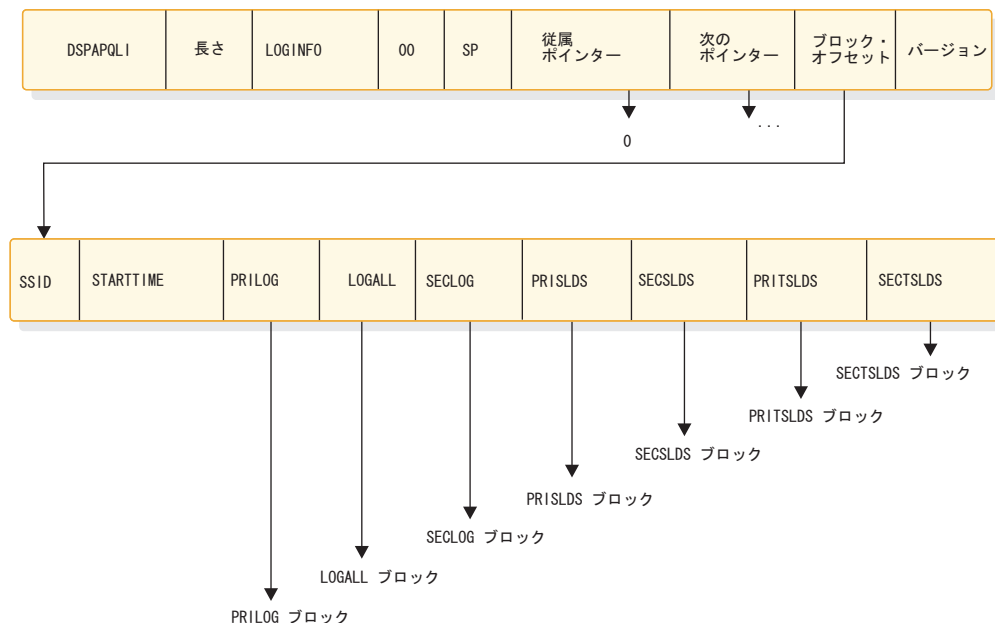 DSPAPQLI 長さ LOGINFO 00 SP 従属 ポインター 次の ポインター ブロック・ オフセット バージョン
0 ...
SSID STARTTIME PRILOG LOGALL SECLOG PRISLDS SECSLDS PRITSLDS SECTSLDS
SECTSLDS ブロック
PRITSLDS ブロック
SECSLDS ブロック
PRISLDS ブロック
SECLOG ブロック
LOGALL ブロック
PRILOG ブロック